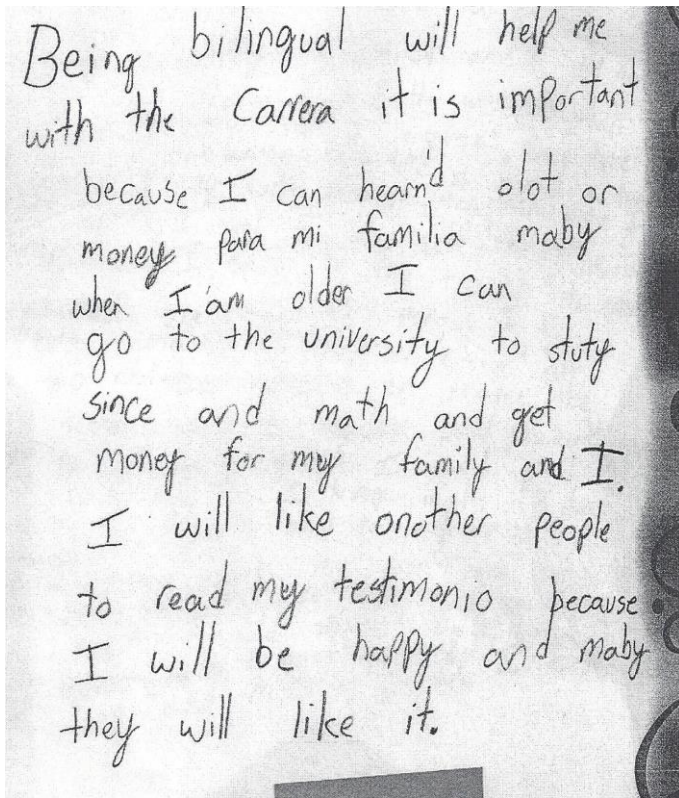 Being bilingual will help me
with the Carrera it is important
because I can hearn'd olot or
money para mi familia maby
when I am older I can
go to the university to stuty
since and math and get
money for my family and I.
I will like onother people
to read my testimonio because
I will be happy and maby
they will like it.